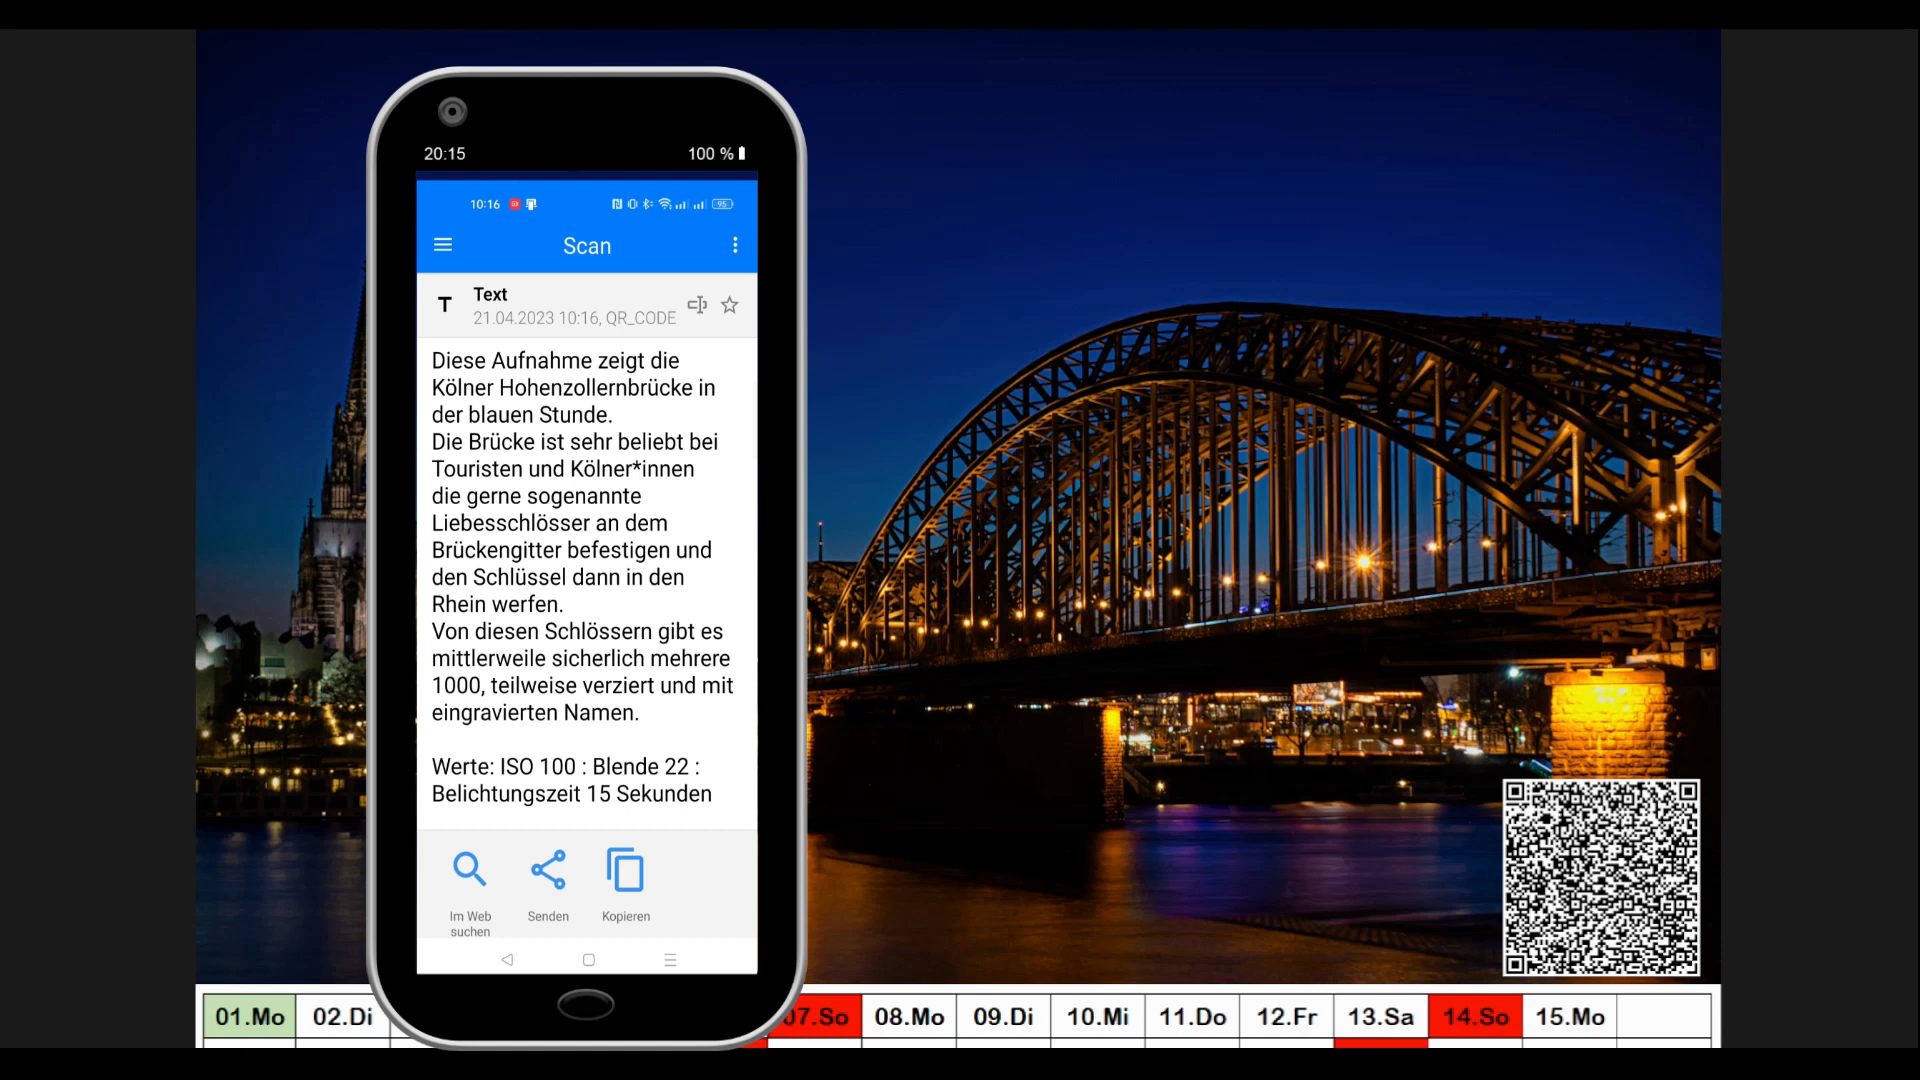 20:15 100 %
10:16 95
Scan
T Text
21.04.2023 10:16, QR_CODE
Diese Aufnahme zeigt die
Kölner Hohenzollernbrücke in
der blauen Stunde.
Die Brücke ist sehr beliebt bei
Touristen und Kölner*innen
die gerne sogenannte
Liebesschlösser an dem
Brückengitter befestigen und
den Schlüssel dann in den
Rhein werfen.
Von diesen Schlössern gibt es
mittlerweile sicherlich mehrere
1000, teilweise verziert und mit
eingravierten Namen.
Werte: ISO 100 : Blende 22 :
Belichtungszeit 15 Sekunden
Im Web Senden Kopieren
suchen
01.Mo 02.Di 07.So 08.Mo 09.Di 10.Mi 11.Do 12.Fr 13.Sa 14.So 15.Mo